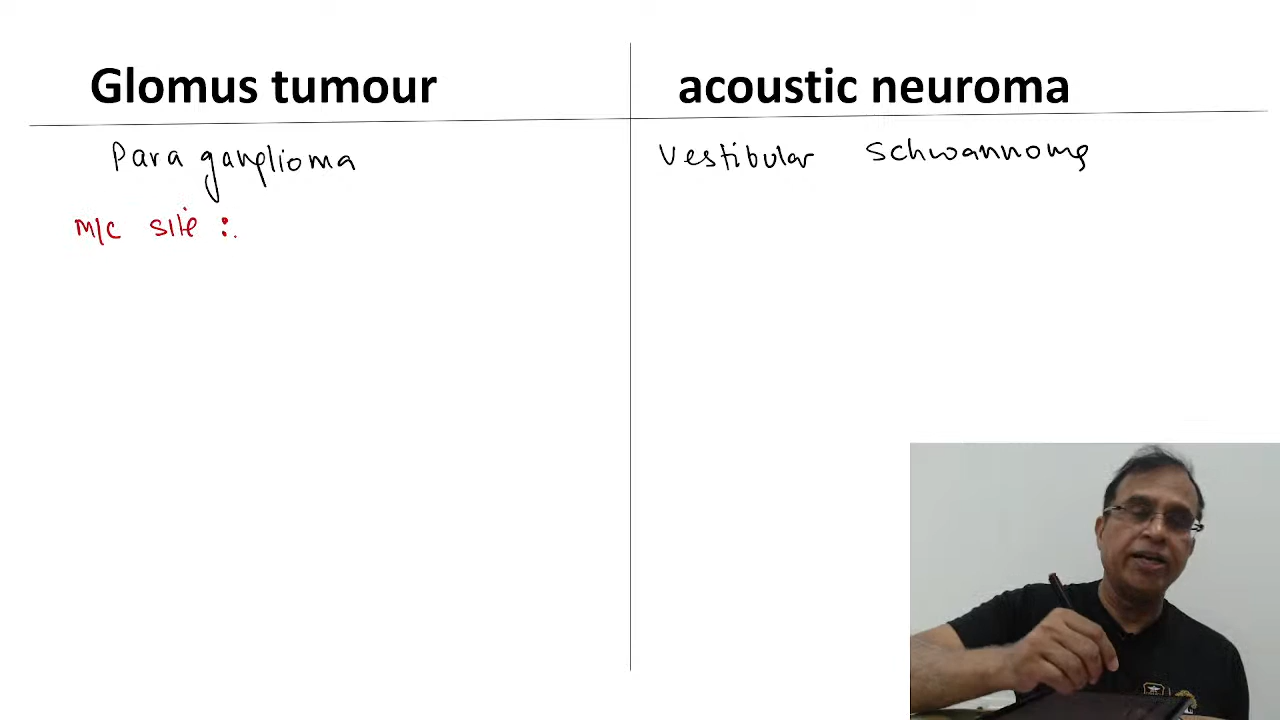 Glomus tumour
Para ganglioma
M/C site :
acoustic neuroma
Vestibular Schwannoma